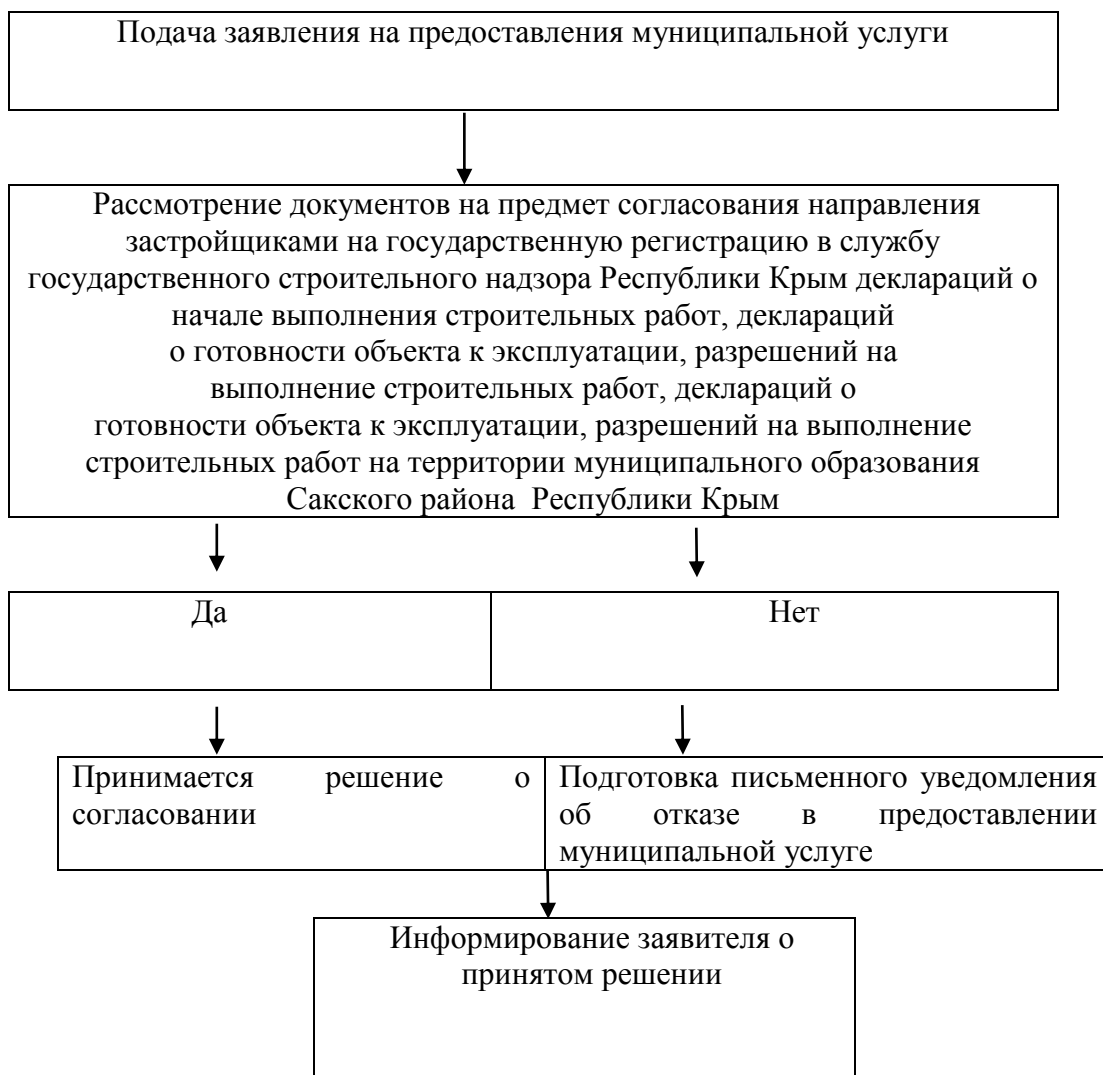 Подача заявления на предоставления муниципальной услуги
Рассмотрение документов на предмет согласования направления
застройщиками на государственную регистрацию в службу
государственного строительного надзора Республики Крым деклараций о
начале выполнения строительных работ, деклараций
о готовности объекта к эксплуатации, разрешений на
выполнение строительных работ, деклараций о
готовности объекта к эксплуатации, разрешений на выполнение
строительных работ на территории муниципального образования
Сакского района Республики Крым
Да
Нет
Принимается решение о
согласовании
Подготовка письменного уведомления
об отказе в предоставлении
муниципальной услуге
Информирование заявителя о
принятом решении